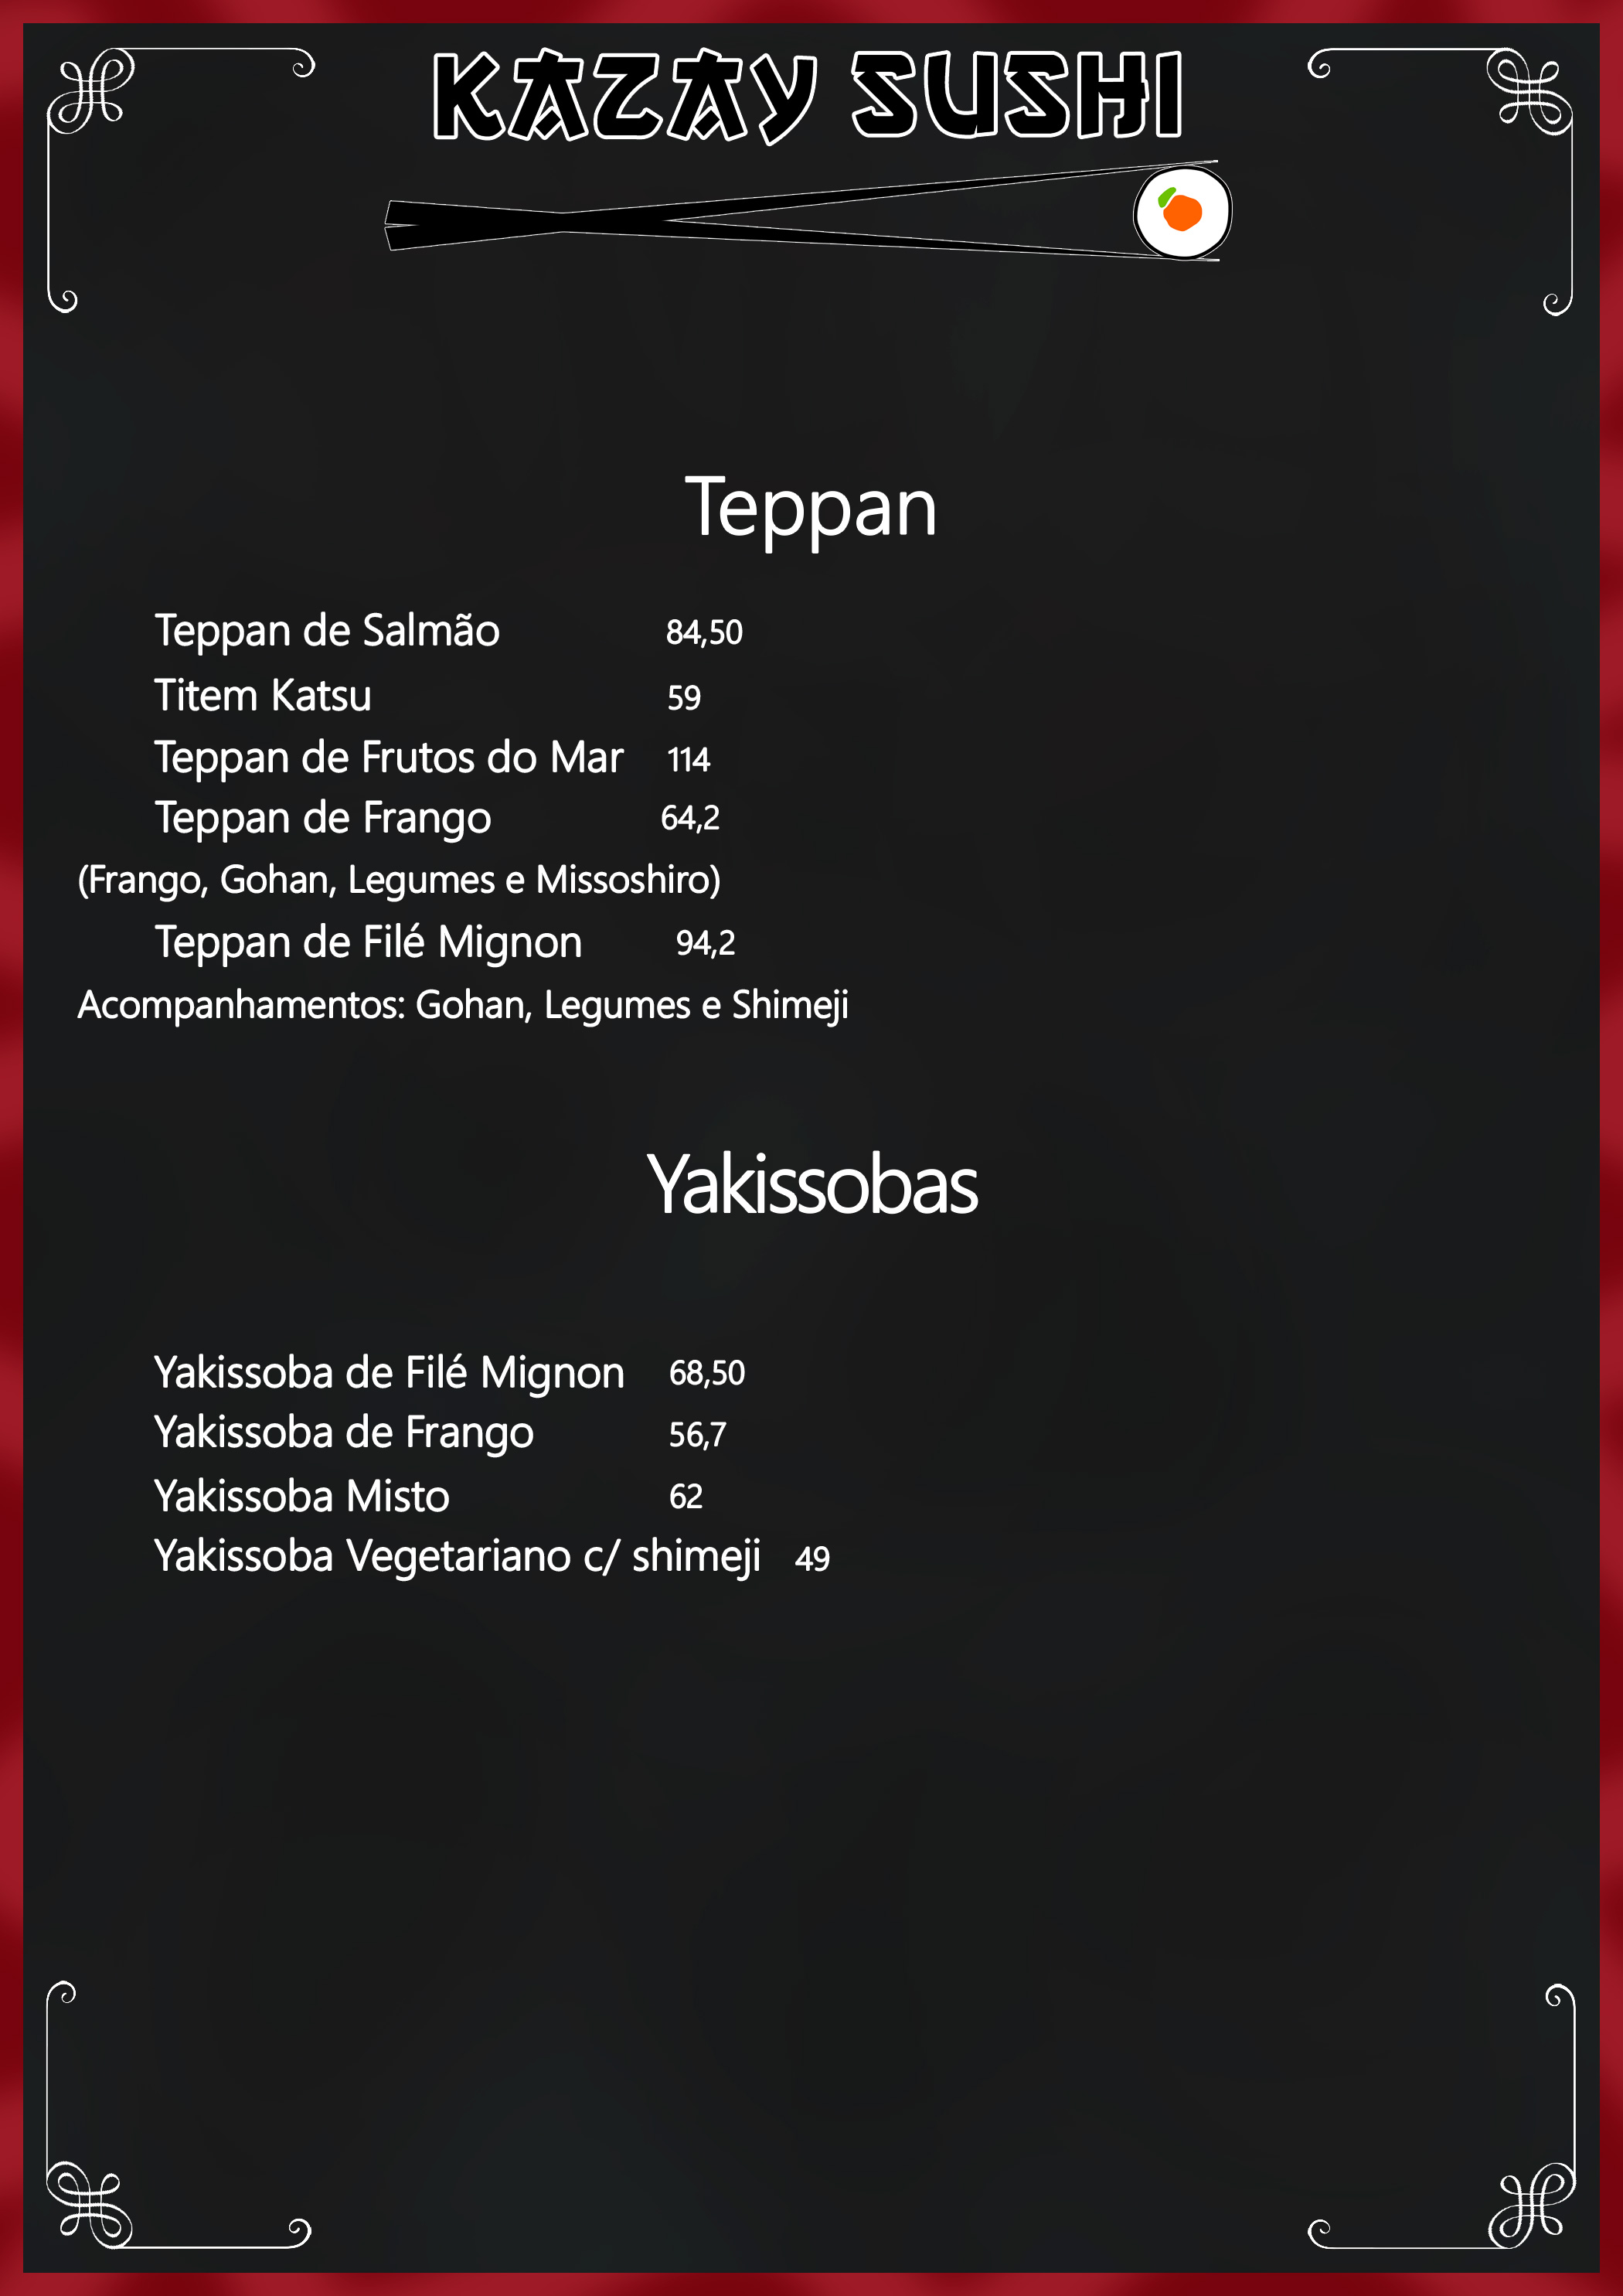 KAZAY SUSHI
Teppan
Teppan de Salmão 84,50
Titem Katsu 59
Teppan de Frutos do Mar 114
Teppan de Frango 64,2
(Frango, Gohan, Legumes e Missoshiro)
Teppan de Filé Mignon 94,2
Acompanhamentos: Gohan, Legumes e Shimeji
Yakissobas
Yakissoba de Filé Mignon 68,50
Yakissoba de Frango 56,7
Yakissoba Misto 62
Yakissoba Vegetariano c/ shimeji 49